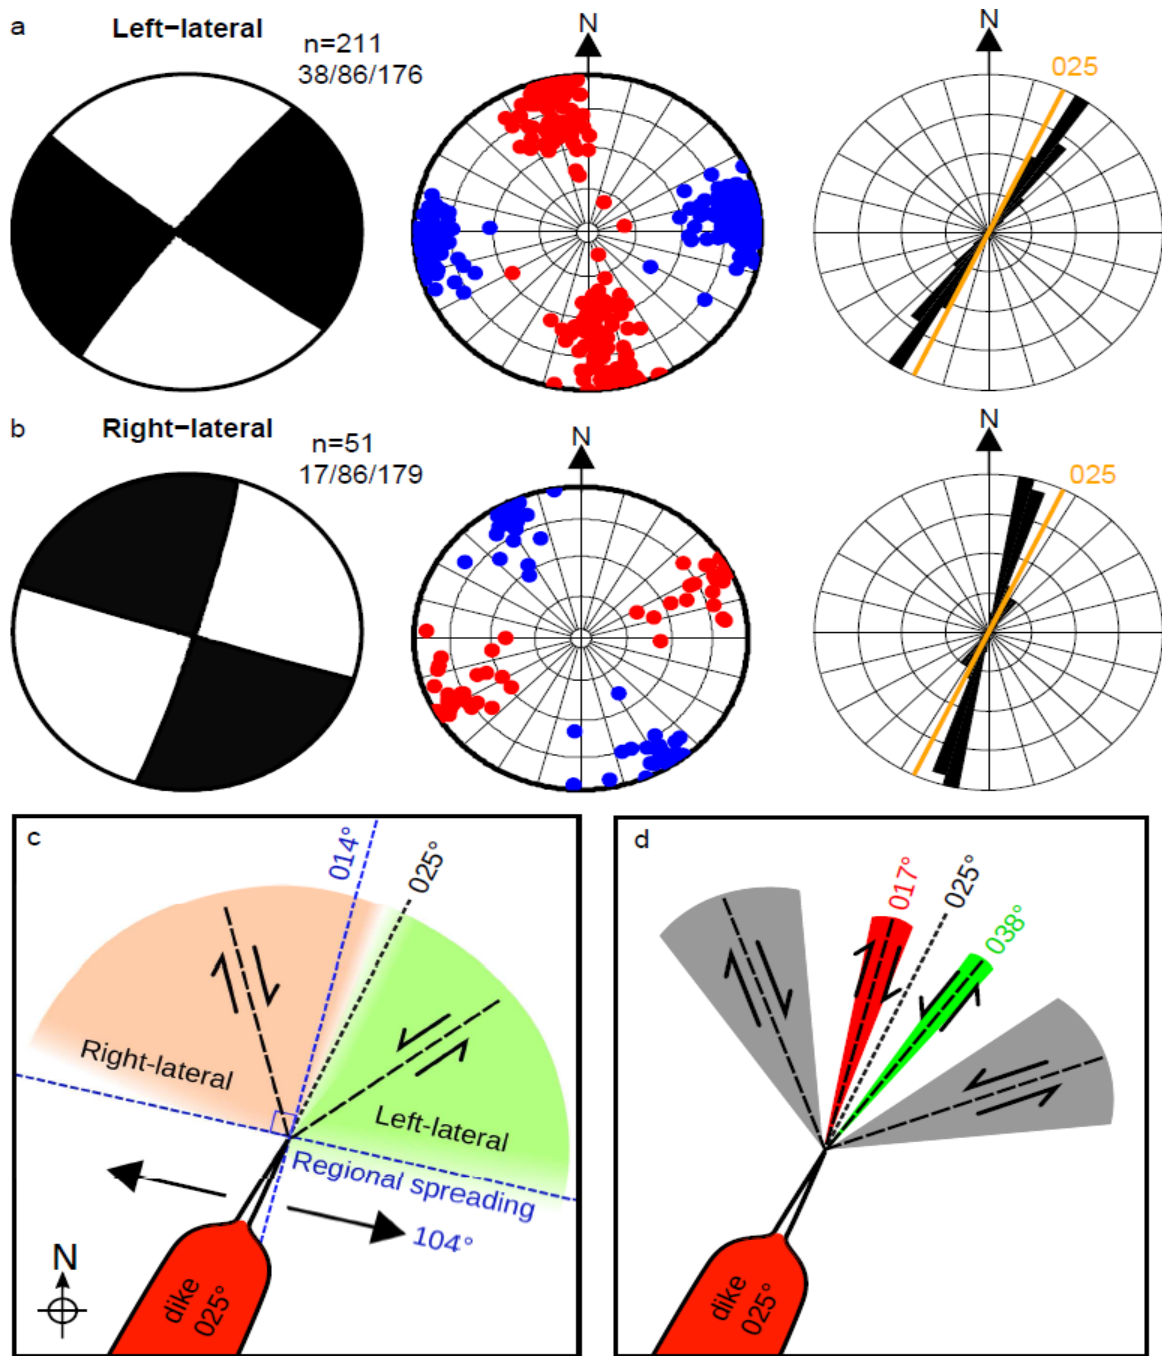 a
Left−lateral
n=211
38/86/176
N
N
025
b
Right−lateral
n=51
17/86/179
N
N
025
c
014°
025°
Right-lateral
Left-lateral
Regional spreading
104°
N
dike
025°
d
017°
025°
038°
dike
025°